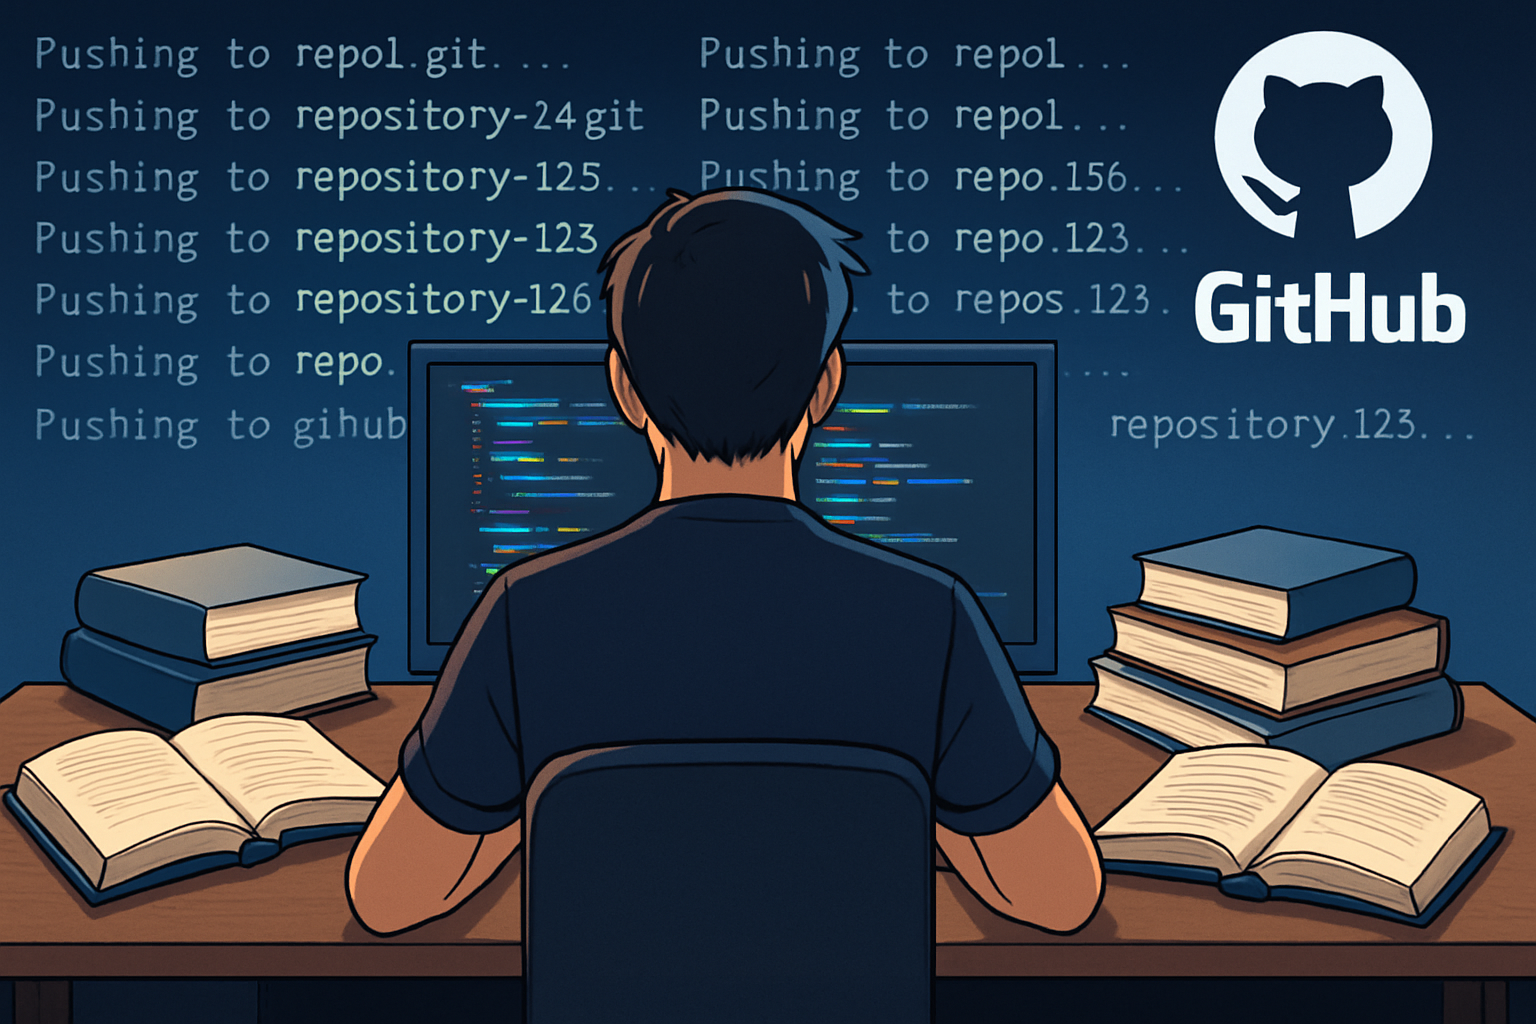 Pushing to repol.git....
Pushing to repository-24git
Pushing to repository-125...
Pushing to repository-123
Pushing to repository-126
Pushing to repo.
Pushing to gihub
Pushing to repol...
Pushing to repol...
Pushing to repo.156...
to repo.123...
. to repos.123.
....
repository.123...
GitHub